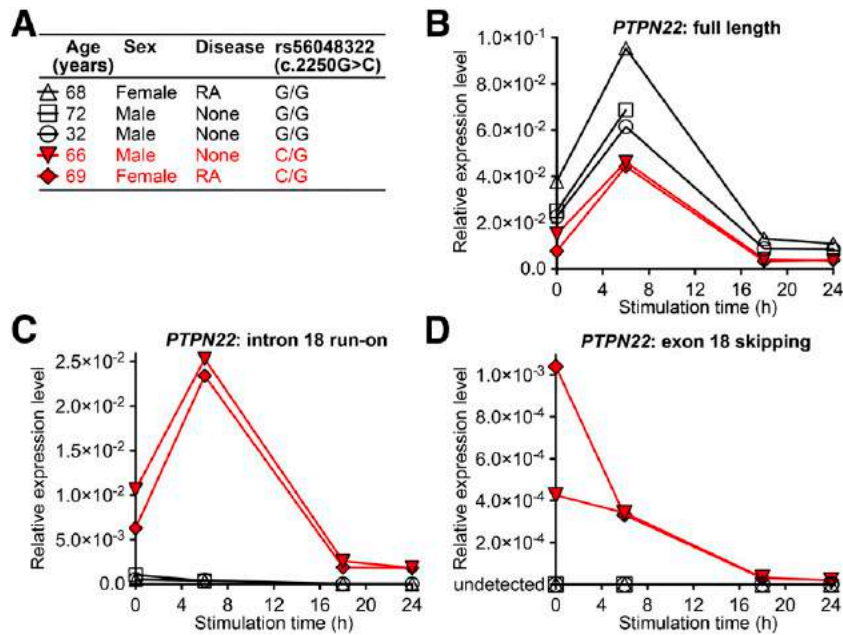 A
Age (years) Sex Disease rs56048322 (c.2250G>C)
68 Female RA G/G
72 Male None G/G
32 Male None G/G
66 Male None C/G
69 Female RA C/G
B
PTPN22: full length
Relative expression level
1.0×10⁻¹
8.0×10⁻²
6.0×10⁻²
4.0×10⁻²
2.0×10⁻²
0.0
0 4 8 12 16 20 24
Stimulation time (h)
C
PTPN22: intron 18 run-on
Relative expression level
2.5×10⁻²
2.0×10⁻²
1.5×10⁻²
1.0×10⁻²
5.0×10⁻³
0.0
0 4 8 12 16 20 24
Stimulation time (h)
D
PTPN22: exon 18 skipping
Relative expression level
1.0×10⁻³
8.0×10⁻⁴
6.0×10⁻⁴
4.0×10⁻⁴
2.0×10⁻⁴
undetected
0 4 8 12 16 20 24
Stimulation time (h)